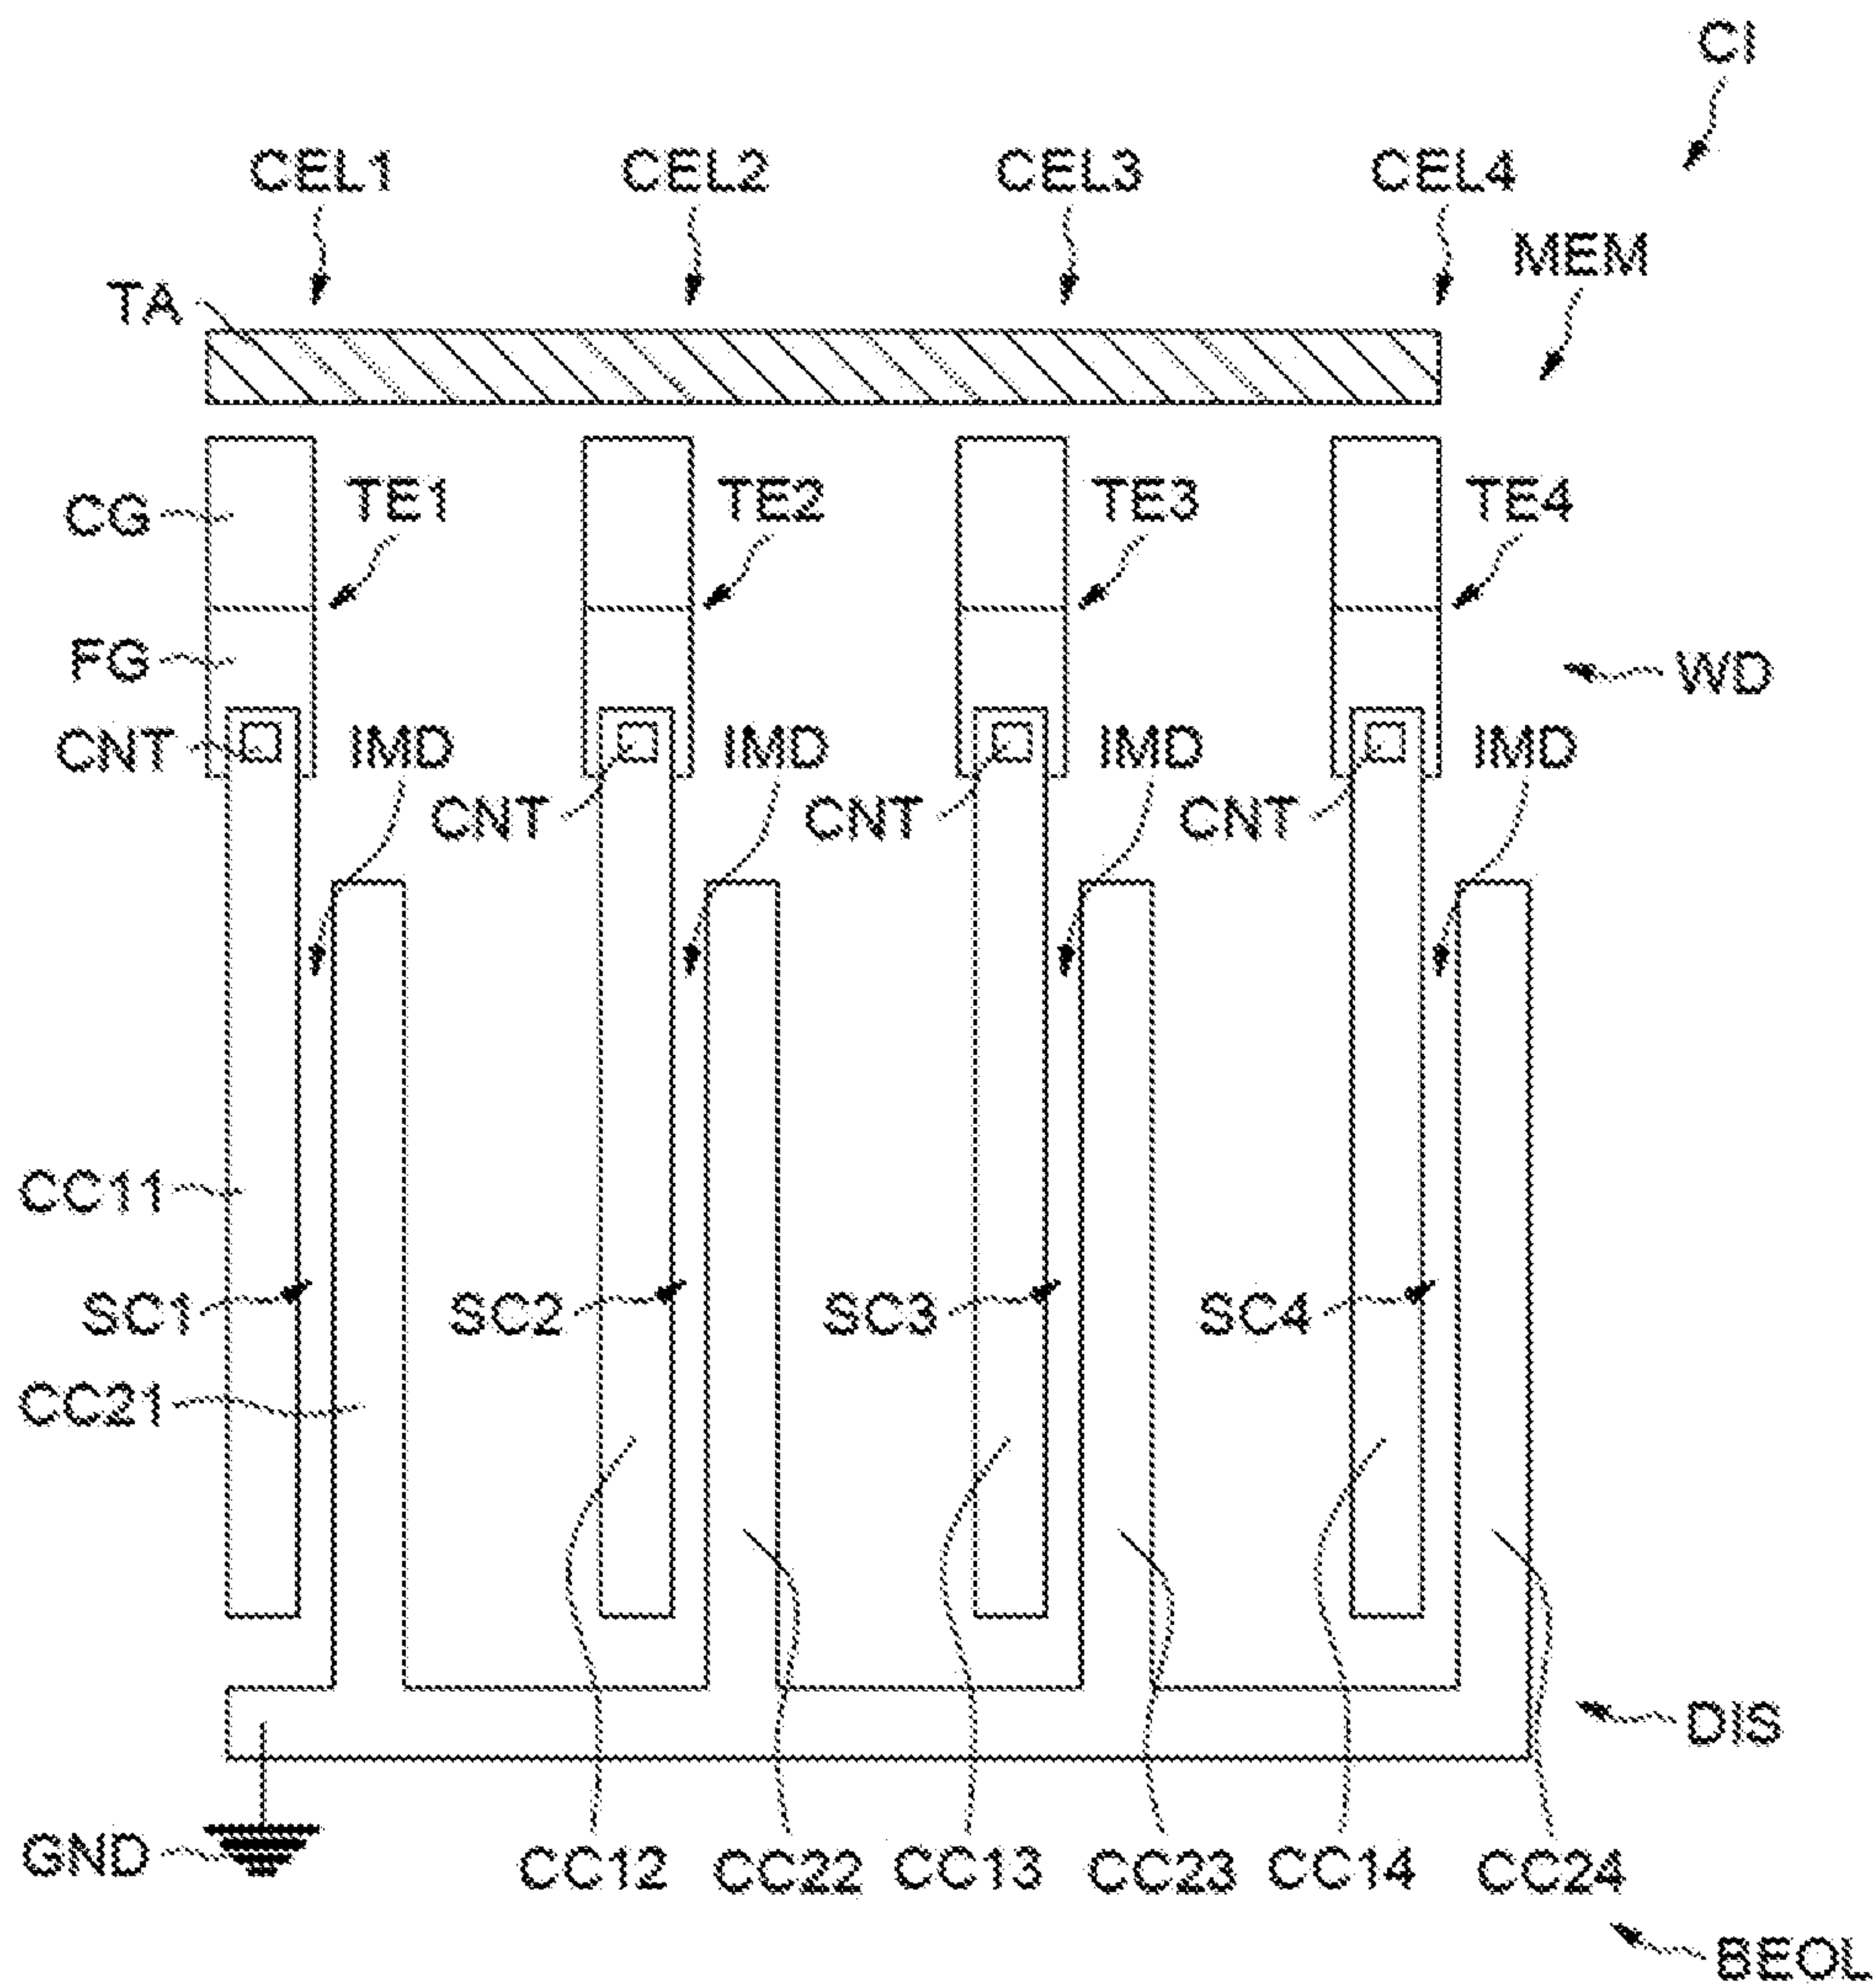 CI
CEL1 CEL2 CEL3 CEL4
MEM
TA
CG TE1 TE2 TE3 TE4
FG WD
CNT IMD IMD IMD IMD
CNT CNT CNT
CC11
SC1 SC2 SC3 SC4
CC21
DIS
GND CC12 CC22 CC13 CC23 CC14 CC24
BEOL